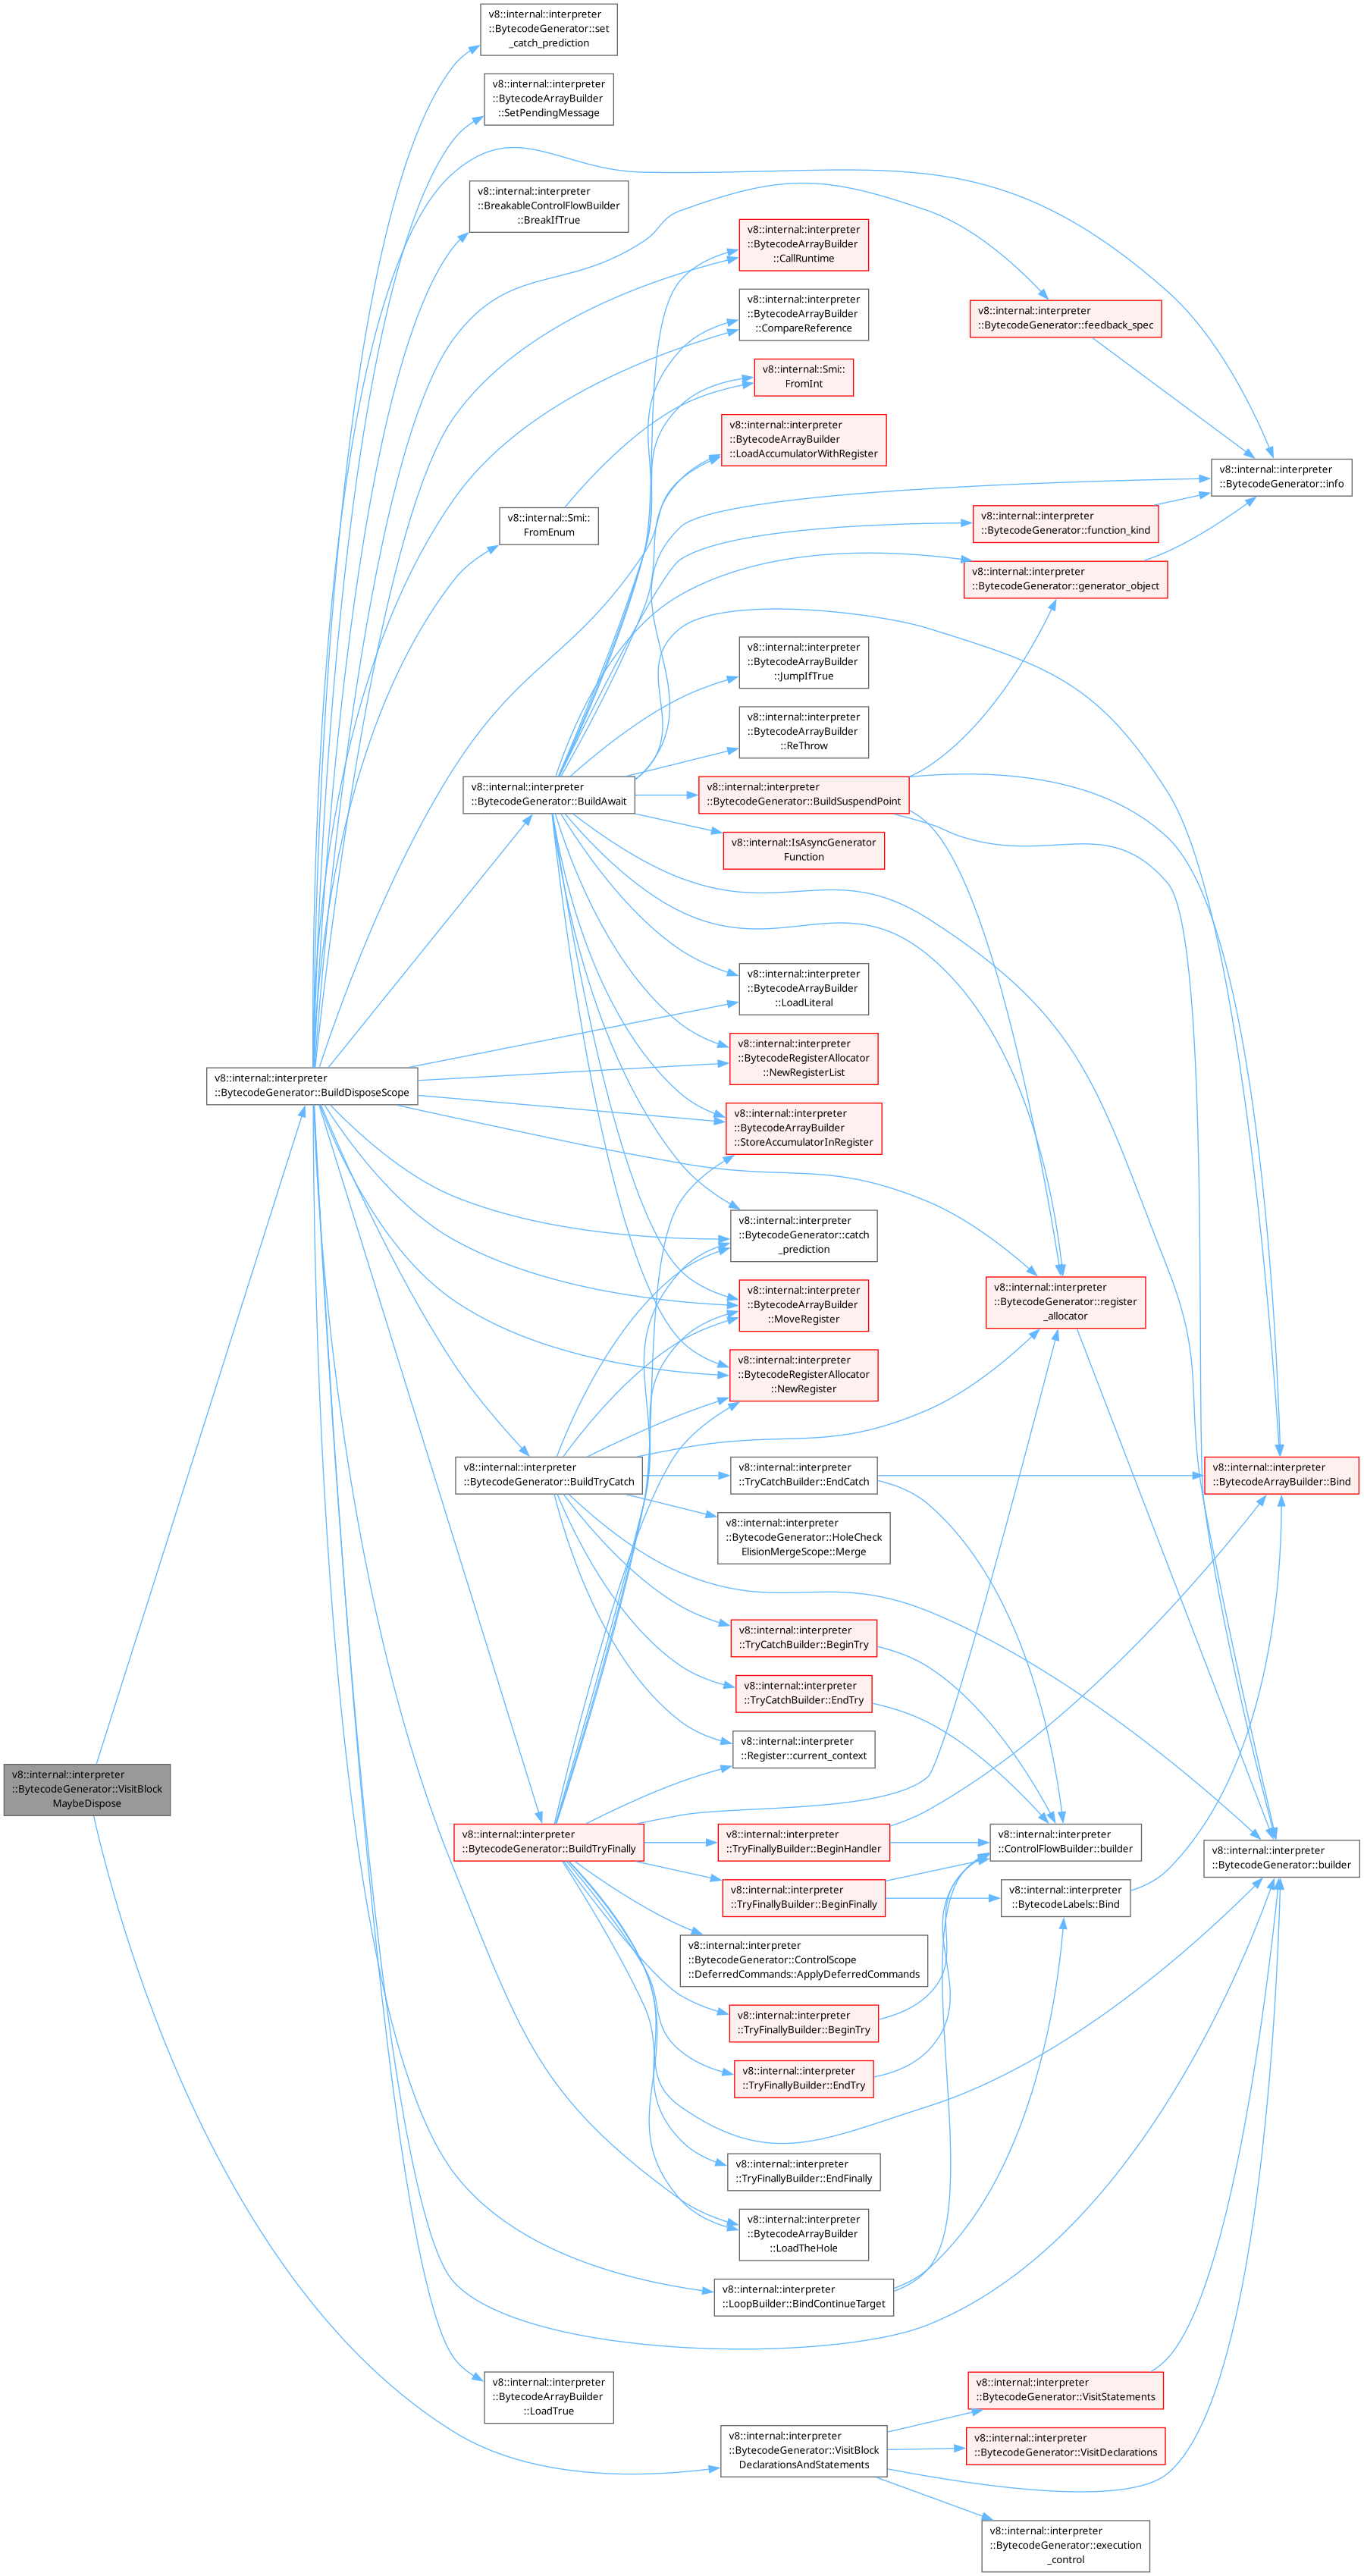 v8::internal::interpreter
::BytecodeGenerator::set
_catch_prediction
v8::internal::interpreter
::BytecodeArrayBuilder
::SetPendingMessage
v8::internal::interpreter
::BreakableControlFlowBuilder
::BreakIfTrue
v8::internal::interpreter
::BytecodeArrayBuilder
::CallRuntime
v8::internal::interpreter
::BytecodeArrayBuilder
::CompareReference
v8::internal::interpreter
::BytecodeGenerator::feedback_spec
v8::internal::Smi::
FromInt
v8::internal::interpreter
::BytecodeArrayBuilder
::LoadAccumulatorWithRegister
v8::internal::interpreter
::BytecodeGenerator::info
v8::internal::Smi::
FromEnum
v8::internal::interpreter
::BytecodeGenerator::function_kind
v8::internal::interpreter
::BytecodeGenerator::generator_object
v8::internal::interpreter
::BytecodeArrayBuilder
::JumpIfTrue
v8::internal::interpreter
::BytecodeArrayBuilder
::ReThrow
v8::internal::interpreter
::BytecodeGenerator::BuildAwait
v8::internal::interpreter
::BytecodeGenerator::BuildSuspendPoint
v8::internal::IsAsyncGenerator
Function
v8::internal::interpreter
::BytecodeArrayBuilder
::LoadLiteral
v8::internal::interpreter
::BytecodeGenerator::BuildDisposeScope
v8::internal::interpreter
::BytecodeRegisterAllocator
::NewRegisterList
v8::internal::interpreter
::BytecodeArrayBuilder
::StoreAccumulatorInRegister
v8::internal::interpreter
::BytecodeGenerator::catch
_prediction
v8::internal::interpreter
::BytecodeArrayBuilder
::MoveRegister
v8::internal::interpreter
::BytecodeGenerator::register
_allocator
v8::internal::interpreter
::BytecodeRegisterAllocator
::NewRegister
v8::internal::interpreter
::BytecodeGenerator::BuildTryCatch
v8::internal::interpreter
::TryCatchBuilder::EndCatch
v8::internal::interpreter
::BytecodeArrayBuilder::Bind
v8::internal::interpreter
::BytecodeGenerator::HoleCheck
ElisionMergeScope::Merge
v8::internal::interpreter
::TryCatchBuilder::BeginTry
v8::internal::interpreter
::TryCatchBuilder::EndTry
v8::internal::interpreter
::Register::current_context
v8::internal::interpreter
::BytecodeGenerator::VisitBlock
MaybeDispose
v8::internal::interpreter
::BytecodeGenerator::BuildTryFinally
v8::internal::interpreter
::TryFinallyBuilder::BeginHandler
v8::internal::interpreter
::ControlFlowBuilder::builder
v8::internal::interpreter
::BytecodeGenerator::builder
v8::internal::interpreter
::TryFinallyBuilder::BeginFinally
v8::internal::interpreter
::BytecodeLabels::Bind
v8::internal::interpreter
::BytecodeGenerator::ControlScope
::DeferredCommands::ApplyDeferredCommands
v8::internal::interpreter
::TryFinallyBuilder::BeginTry
v8::internal::interpreter
::TryFinallyBuilder::EndTry
v8::internal::interpreter
::TryFinallyBuilder::EndFinally
v8::internal::interpreter
::BytecodeArrayBuilder
::LoadTheHole
v8::internal::interpreter
::LoopBuilder::BindContinueTarget
v8::internal::interpreter
::BytecodeArrayBuilder
::LoadTrue
v8::internal::interpreter
::BytecodeGenerator::VisitStatements
v8::internal::interpreter
::BytecodeGenerator::VisitBlock
DeclarationsAndStatements
v8::internal::interpreter
::BytecodeGenerator::VisitDeclarations
v8::internal::interpreter
::BytecodeGenerator::execution
_control